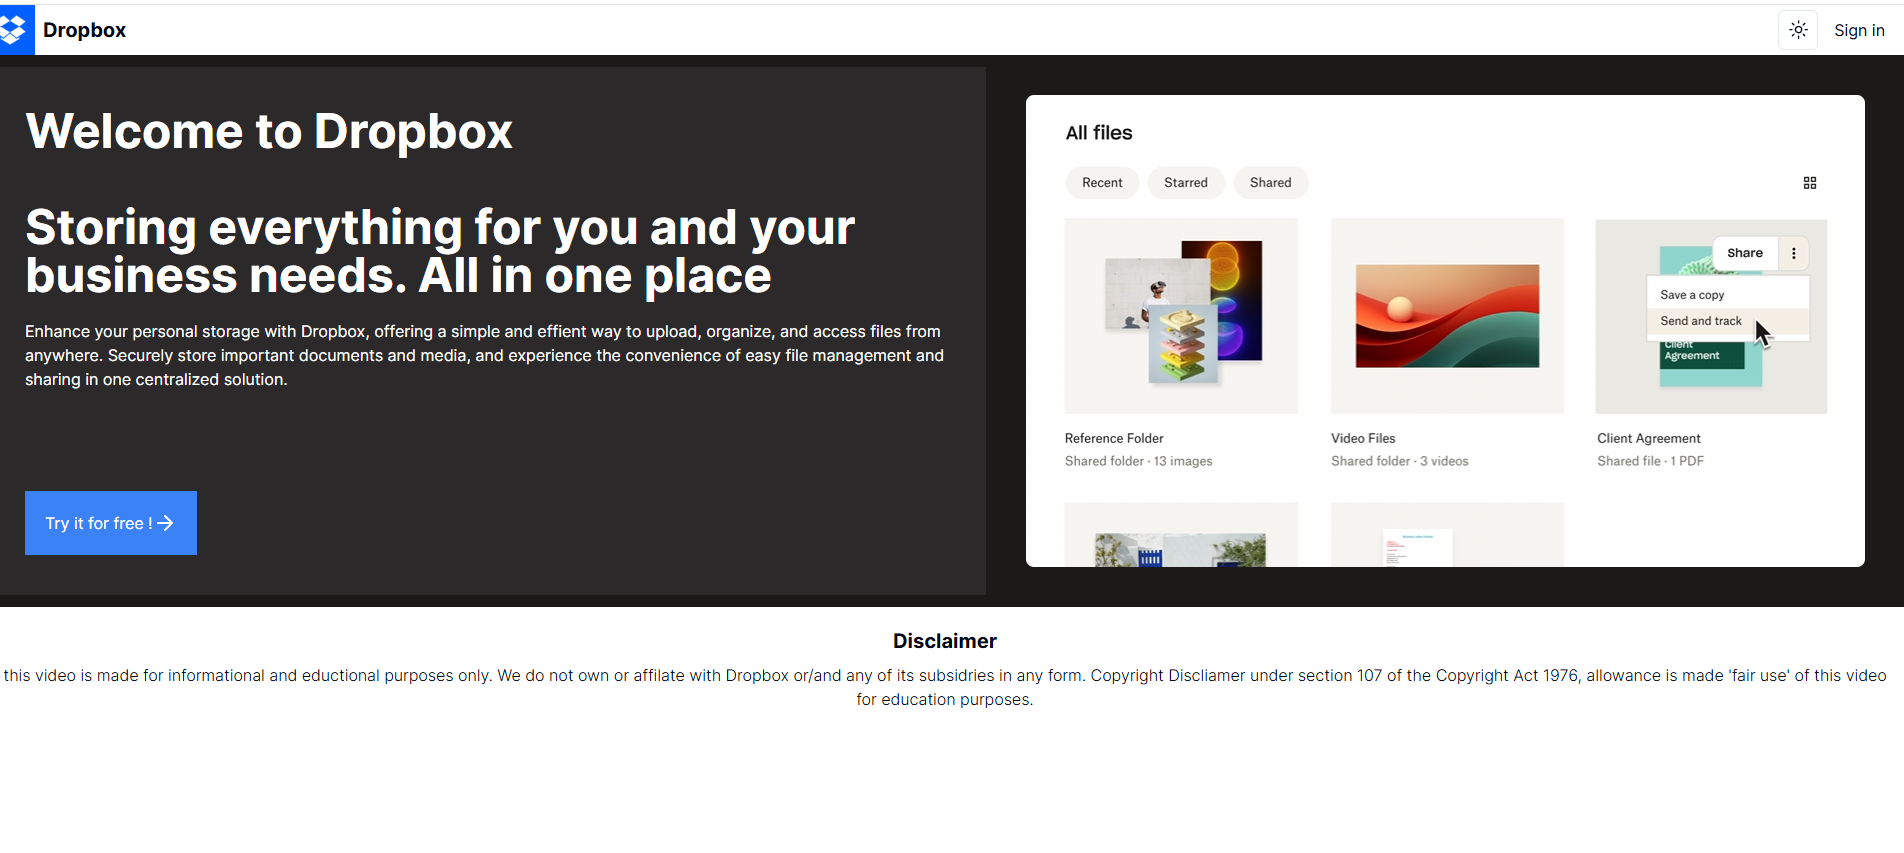 Dropbox
Sign in
Welcome to Dropbox
Storing everything for you and your
business needs. All in one place
Enhance your personal storage with Dropbox, offering a simple and effient way to upload, organize, and access files from
anywhere. Securely store important documents and media, and experience the convenience of easy file management and
sharing in one centralized solution.
Try it for free !
All files
Recent Starred Shared
Share
Save a copy
Send and track
Client
Agreement
Reference Folder
Shared folder · 13 images
Video Files
Shared folder · 3 videos
Client Agreement
Shared file · 1 PDF
Disclaimer
this video is made for informational and eductional purposes only. We do not own or affilate with Dropbox or/and any of its subsidries in any form. Copyright Discliamer under section 107 of the Copyright Act 1976, allowance is made 'fair use' of this video
for education purposes.